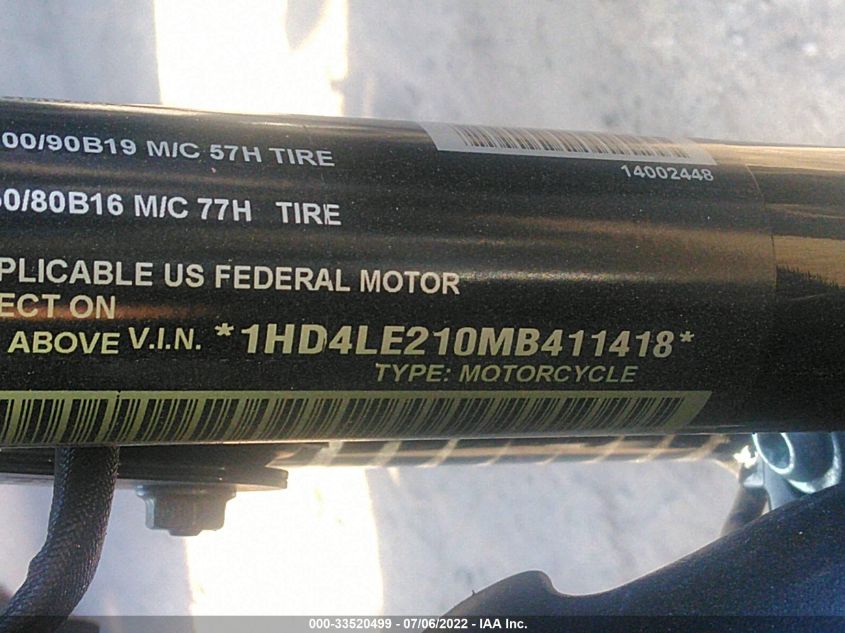 00/90B19 M/C 57H TIRE
14002448
0/80B16 M/C 77H TIRE
PLICABLE US FEDERAL MOTOR
ECT ON
ABOVE V.I.N. *1HD4LE210MB411418*
TYPE: MOTORCYCLE
000-33520499 - 07/06/2022 - IAA Inc.